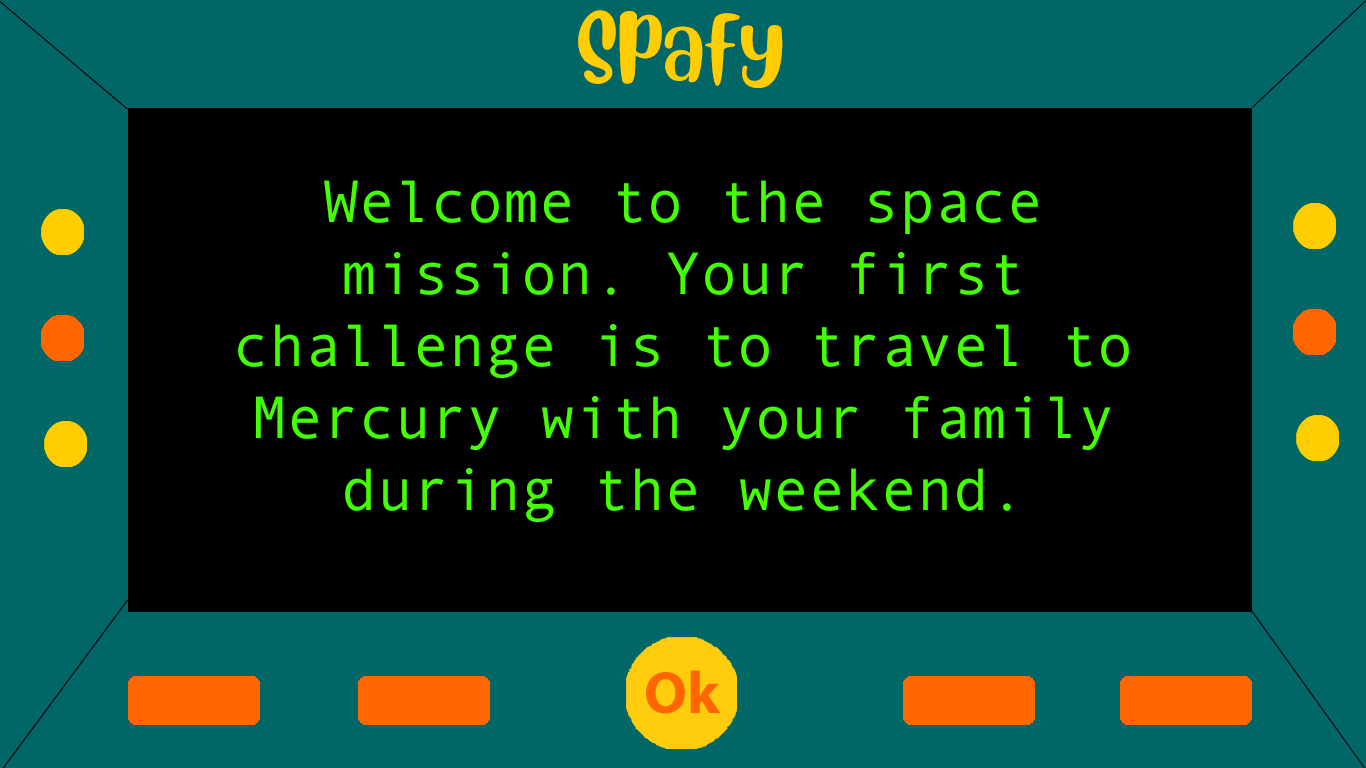 Spafy
Welcome to the space
mission. Your first
challenge is to travel to
Mercury with your family
during the weekend.
Ok